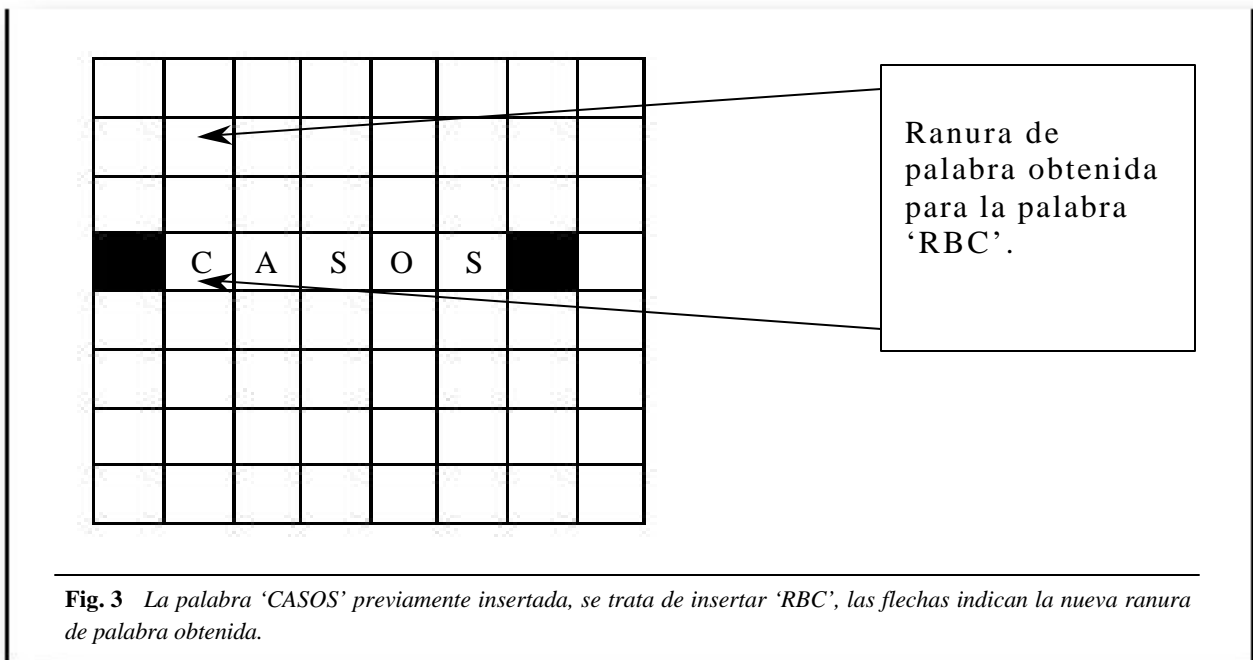 C A S O S
Ranura de
palabra obtenida
para la palabra
‘RBC’.
Fig. 3 La palabra ‘CASOS’ previamente insertada, se trata de insertar ‘RBC’, las flechas indican la nueva ranura
de palabra obtenida.